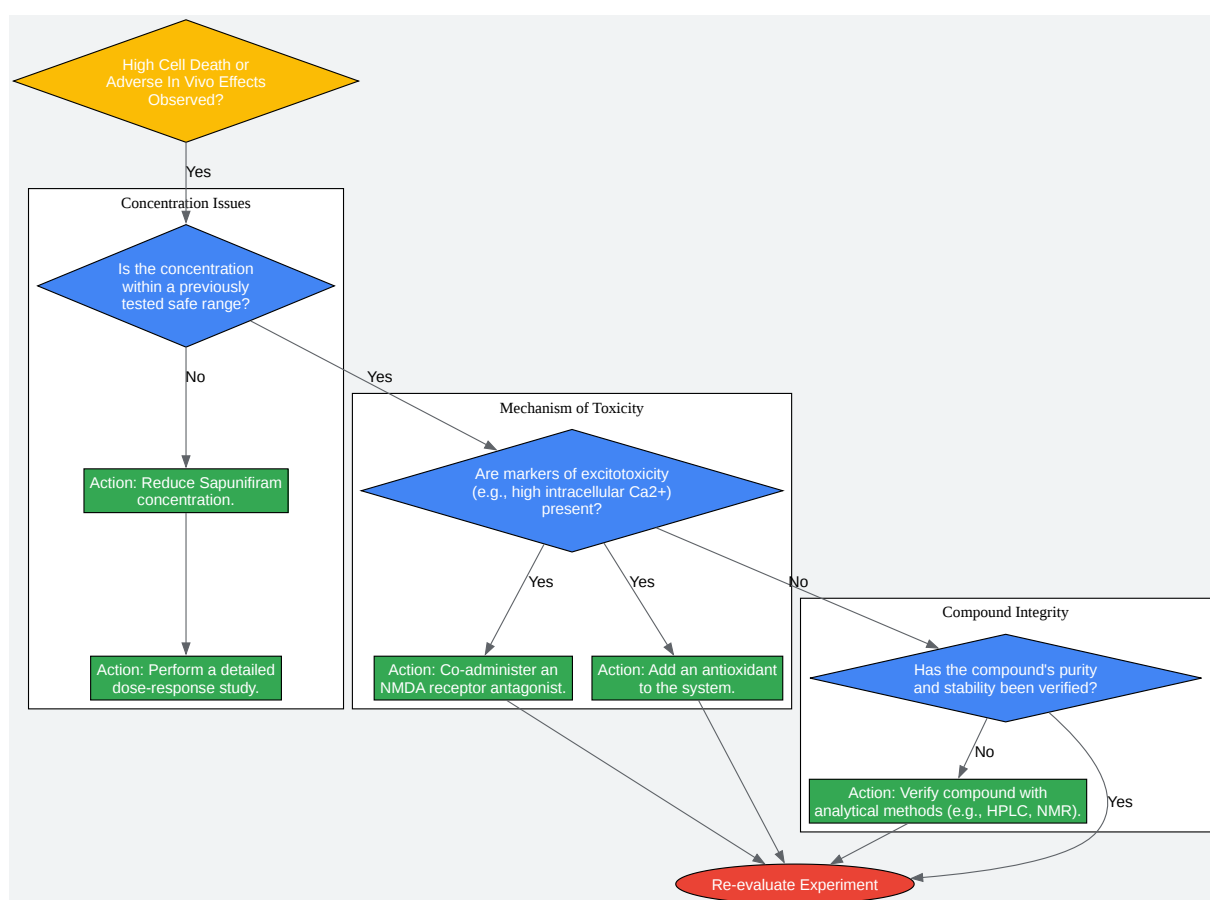 High Cell Death or
Adverse In Vivo Effects
Observed?
Yes
Concentration Issues
Is the concentration
within a previously
tested safe range?
No
Yes
Mechanism of Toxicity
Are markers of excitotoxicity
(e.g., high intracellular Ca2+)
present?
Action: Reduce Sapunifiram
concentration.
Yes
Yes
No
Compound Integrity
Action: Perform a detailed
dose-response study.
Action: Co-administer an
NMDA receptor antagonist.
Action: Add an antioxidant
to the system.
Has the compound's purity
and stability been verified?
No
Yes
Action: Verify compound with
analytical methods (e.g., HPLC, NMR).
Re-evaluate Experiment